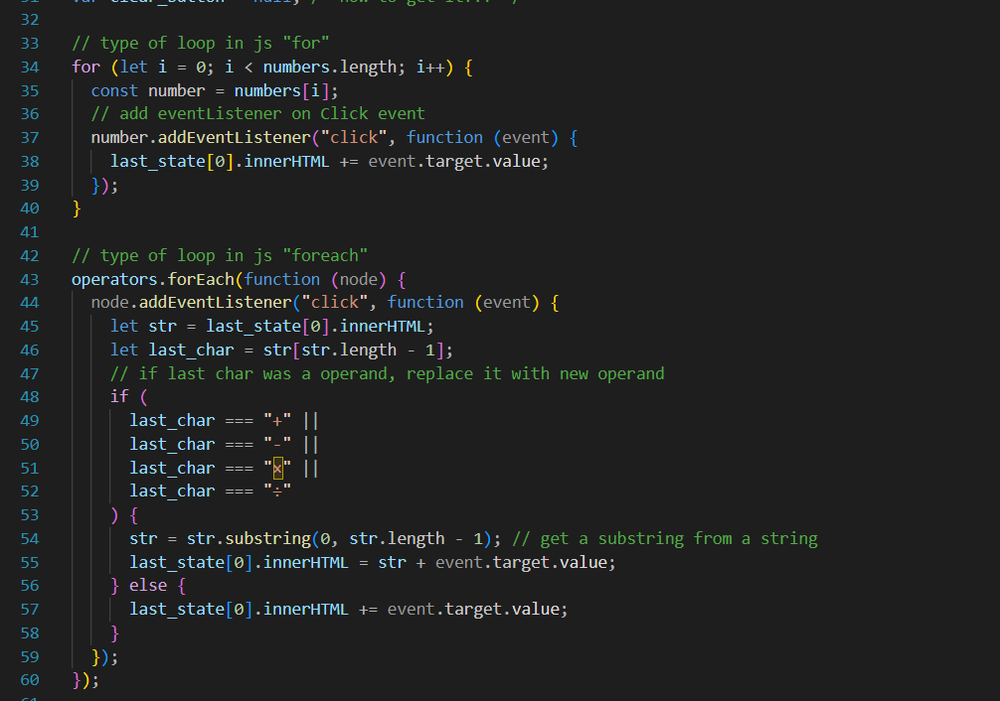 32
33 // type of loop in js "for"
34 for (let i = 0; i < numbers.length; i++) {
35 const number = numbers[i];
36 // add eventListener on Click event
37 number.addEventListener("click", function (event) {
38 last_state[0].innerHTML += event.target.value;
39 });
40 }
41
42 // type of loop in js "foreach"
43 operators.forEach(function (node) {
44 node.addEventListener("click", function (event) {
45 let str = last_state[0].innerHTML;
46 let last_char = str[str.length - 1];
47 // if last char was a operand, replace it with new operand
48 if (
49 last_char === "+" ||
50 last_char === "-" ||
51 last_char === "×" ||
52 last_char === "÷"
53 ) {
54 str = str.substring(0, str.length - 1); // get a substring from a string
55 last_state[0].innerHTML = str + event.target.value;
56 } else {
57 last_state[0].innerHTML += event.target.value;
58 }
59 });
60 });